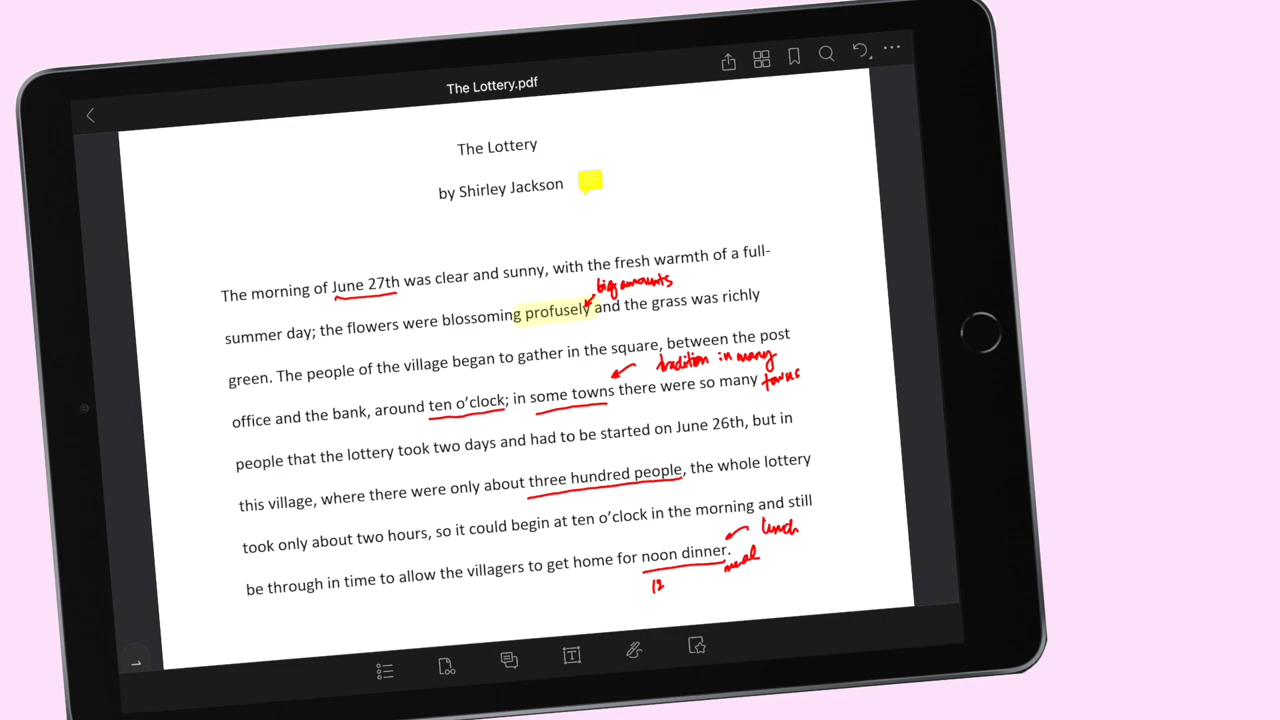 The Lottery.pdf
The Lottery
by Shirley Jackson
The morning of June 27th was clear and sunny, with the fresh warmth of a full-
big amounts
summer day; the flowers were blossoming profusely and the grass was richly
green. The people of the village began to gather in the square, between the post
tradition in many
towns
office and the bank, around ten o’clock; in some towns there were so many
people that the lottery took two days and had to be started on June 26th, but in
this village, where there were only about three hundred people, the whole lottery
took only about two hours, so it could begin at ten o’clock in the morning and still
lunch
be through in time to allow the villagers to get home for noon dinner.
meal
12
1